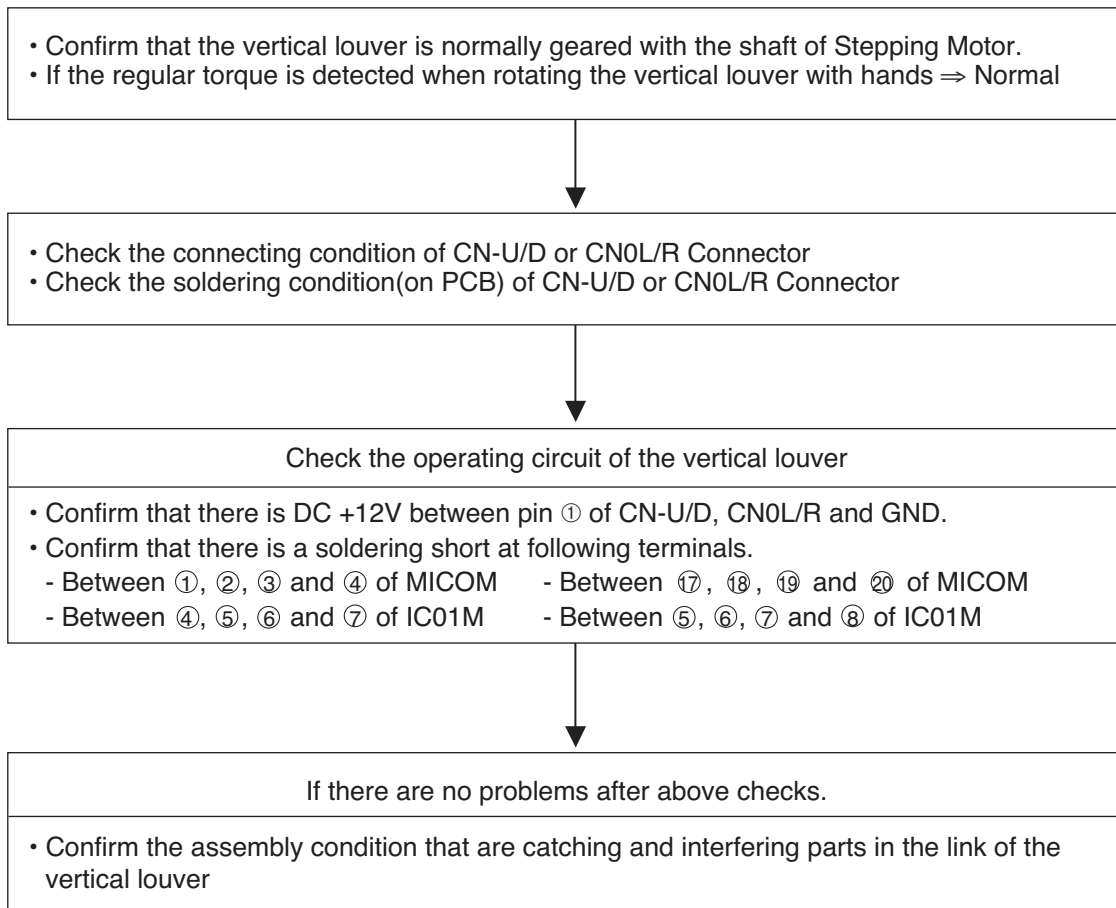 • Confirm that the vertical louver is normally geared with the shaft of Stepping Motor.
• If the regular torque is detected when rotating the vertical louver with hands ⇒ Normal
• Check the connecting condition of CN-U/D or CN0L/R Connector
• Check the soldering condition(on PCB) of CN-U/D or CN0L/R Connector
Check the operating circuit of the vertical louver
• Confirm that there is DC +12V between pin ① of CN-U/D, CN0L/R and GND.
• Confirm that there is a soldering short at following terminals.
- Between ①, ②, ③ and ④ of MICOM - Between ⑰, ⑱, ⑲ and ⑳ of MICOM
- Between ④, ⑤, ⑥ and ⑦ of IC01M - Between ⑤, ⑥, ⑦ and ⑧ of IC01M
If there are no problems after above checks.
• Confirm the assembly condition that are catching and interfering parts in the link of the
vertical louver